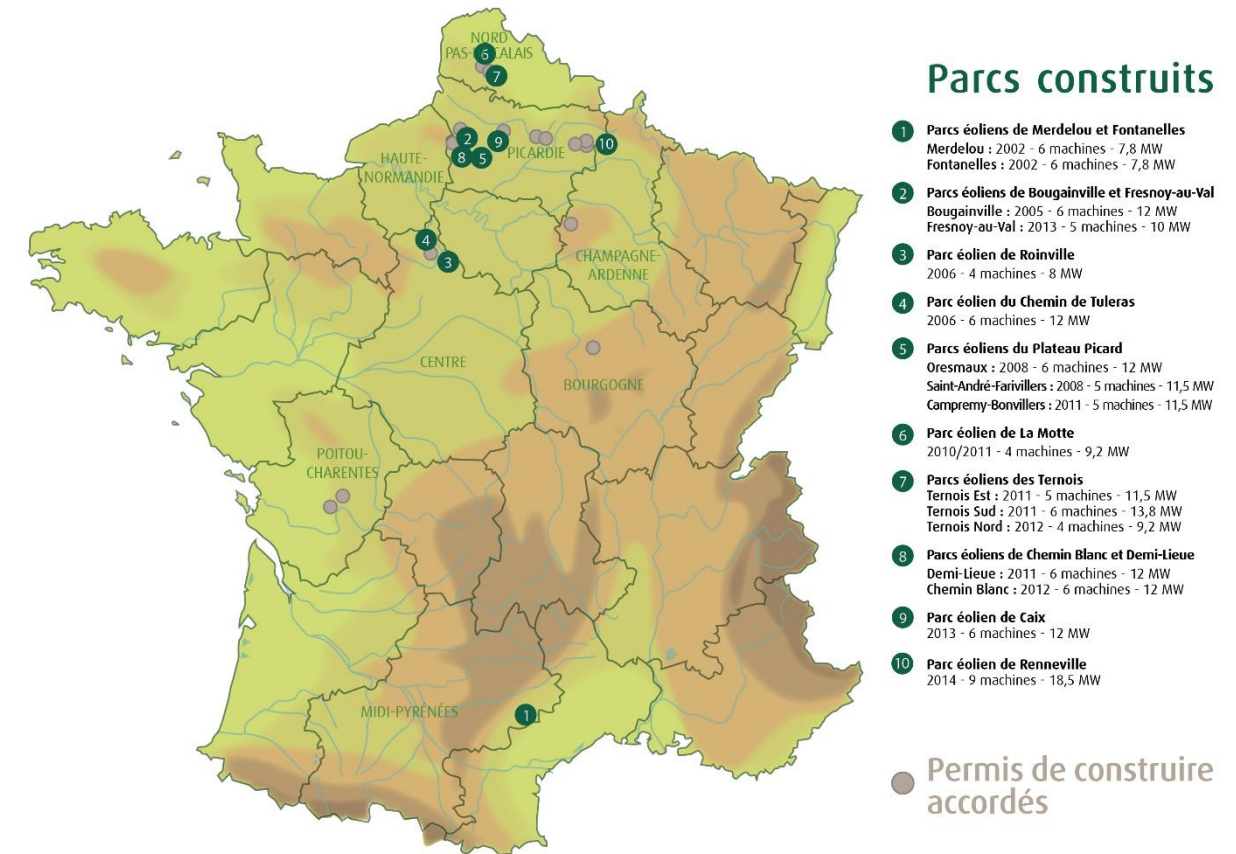 NORD
PAS-DE-CALAIS
6
7
2
9
8
5
PICARDIE
10
HAUTE-
NORMANDIE
4
3
CHAMPAGNE-
ARDENNE
CENTRE
BOURGOGNE
POITOU-
CHARENTES
MIDI-PYRÉNÉES
1
Parcs construits
1 Parcs éoliens de Merdelou et Fontanelles
Merdelou : 2002 - 6 machines - 7,8 MW
Fontanelles : 2002 - 6 machines - 7,8 MW
2 Parcs éoliens de Bougainville et Fresnoy-au-Val
Bougainville : 2005 - 6 machines - 12 MW
Fresnoy-au-Val : 2013 - 5 machines - 10 MW
3 Parc éolien de Roinville
2006 - 4 machines - 8 MW
4 Parc éolien du Chemin de Tuleras
2006 - 6 machines - 12 MW
5 Parcs éoliens du Plateau Picard
Oresmaux : 2008 - 6 machines - 12 MW
Saint-André-Farivillers : 2008 - 5 machines - 11,5 MW
Campremy-Bonvillers : 2011 - 5 machines - 11,5 MW
6 Parc éolien de La Motte
2010/2011 - 4 machines - 9,2 MW
7 Parcs éoliens des Ternois
Ternois Est : 2011 - 5 machines - 11,5 MW
Ternois Sud : 2011 - 6 machines - 13,8 MW
Ternois Nord : 2012 - 4 machines - 9,2 MW
8 Parcs éoliens de Chemin Blanc et Demi-Lieue
Demi-Lieue : 2011 - 6 machines - 12 MW
Chemin Blanc : 2012 - 6 machines - 12 MW
9 Parc éolien de Caix
2013 - 6 machines - 12 MW
10 Parc éolien de Renneville
2014 - 9 machines - 18,5 MW
Permis de construire
accordés